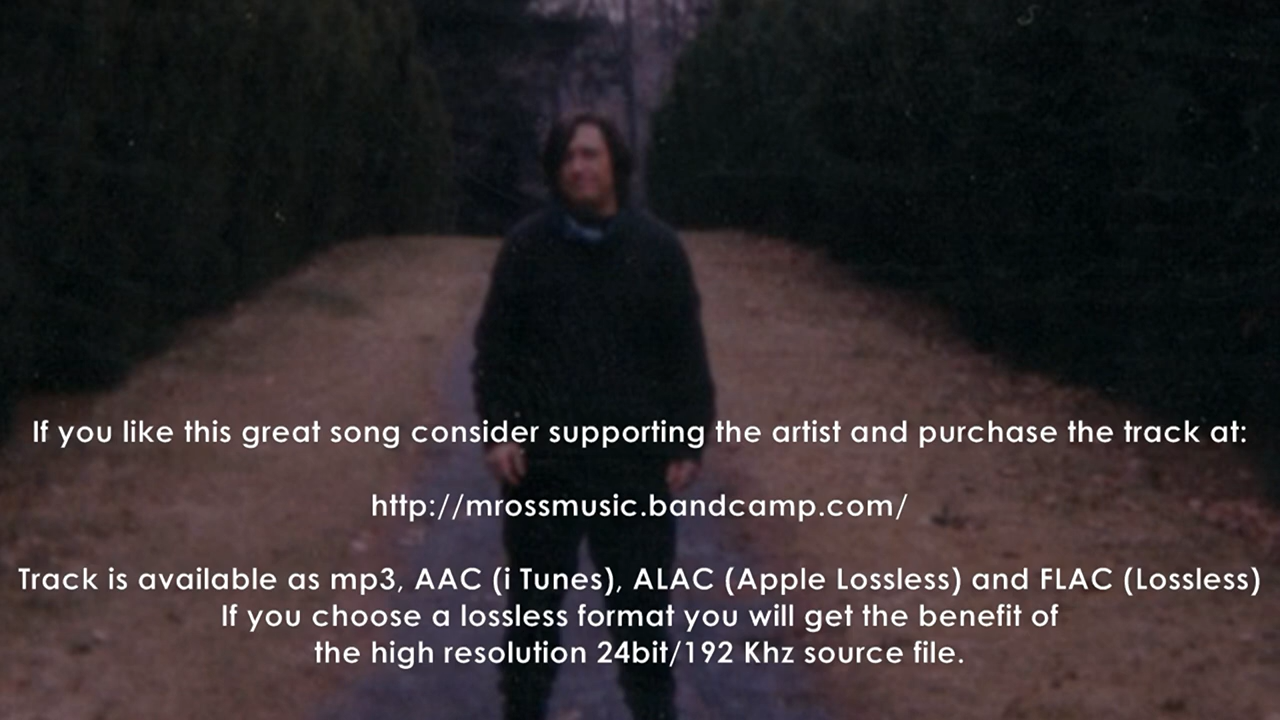 If you like this great song consider supporting the artist and purchase the track at:
http://mrossmusic.bandcamp.com/
Track is available as mp3, AAC (i Tunes), ALAC (Apple Lossless) and FLAC (Lossless)
If you choose a lossless format you will get the benefit of
the high resolution 24bit/192 Khz source file.